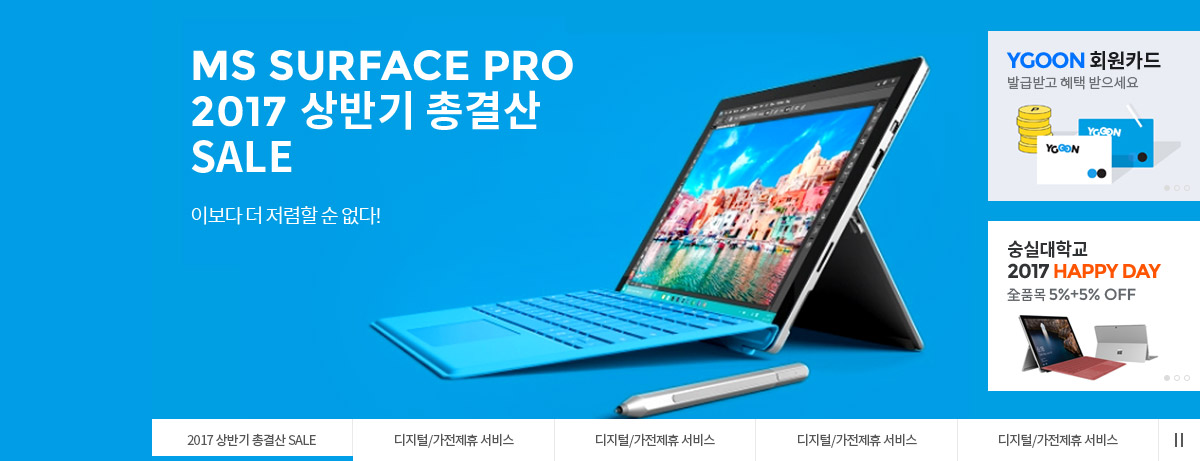 MS SURFACE PRO
2017 상반기 총결산
SALE
이보다 더 저렴할 순 없다!
YGOON 회원카드
발급받고 혜택 받으세요
P
YGOON
YGOON
숭실대학교
2017 HAPPY DAY
全품목 5%+5% OFF
2017 상반기 총결산 SALE
디지털/가전제휴 서비스
디지털/가전제휴 서비스
디지털/가전제휴 서비스
디지털/가전제휴 서비스